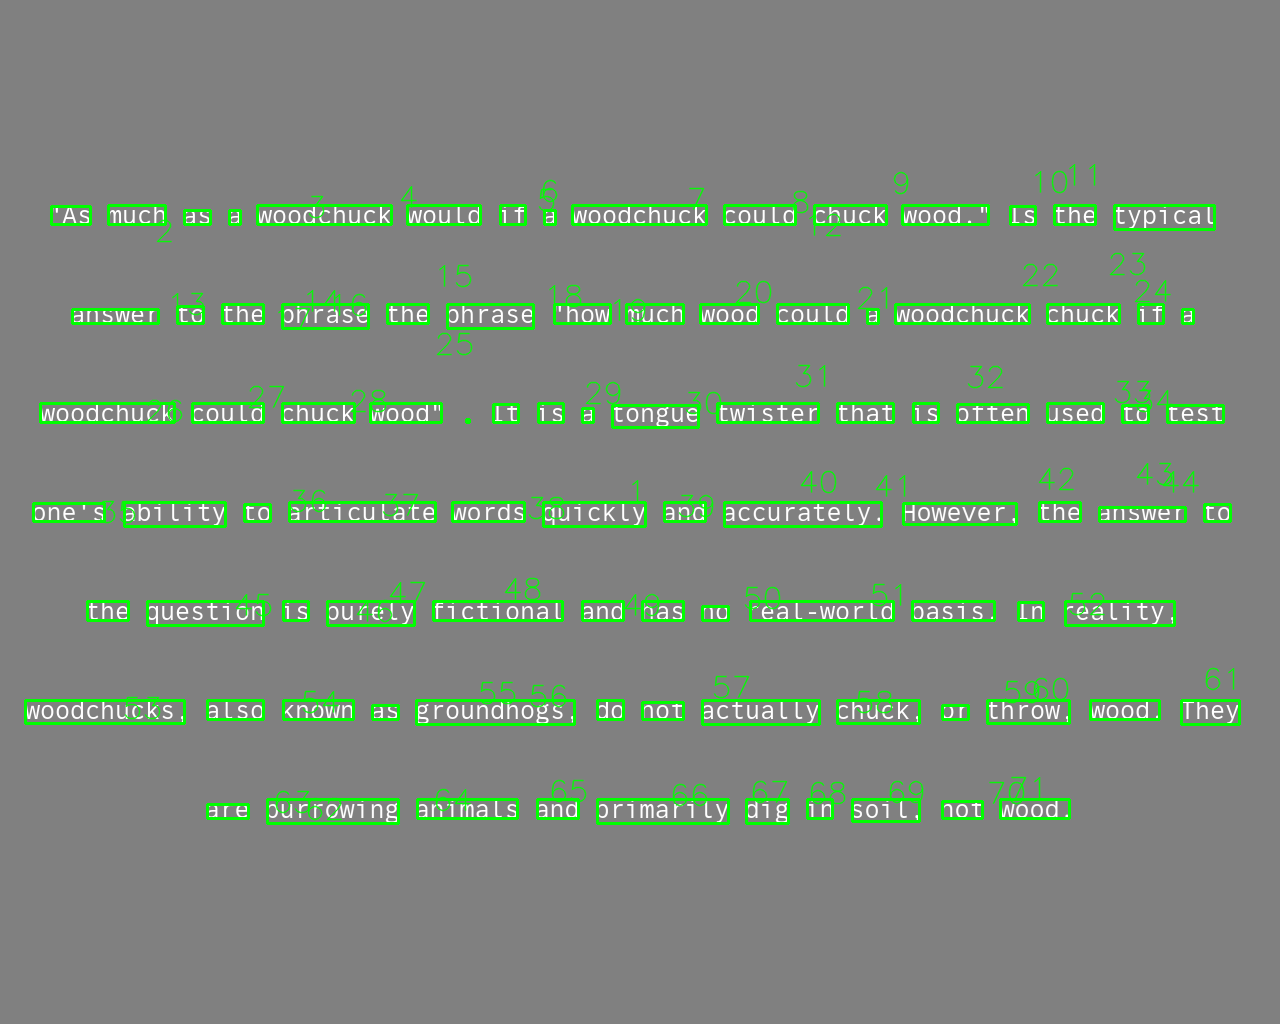 "As much as a woodchuck would if a woodchuck could chuck wood." Is the typical
answer to the phrase the phrase "how much wood could a woodchuck chuck if a
woodchuck could chuck wood" . It is a tongue twister that is often used to test
one's ability to articulate words quickly and accurately. However, the answer to
the question is purely fictional and has no real-world basis. In reality,
woodchucks, also known as groundhogs, do not actually chuck, or throw, wood. They
are burrowing animals and primarily dig in soil, not wood.